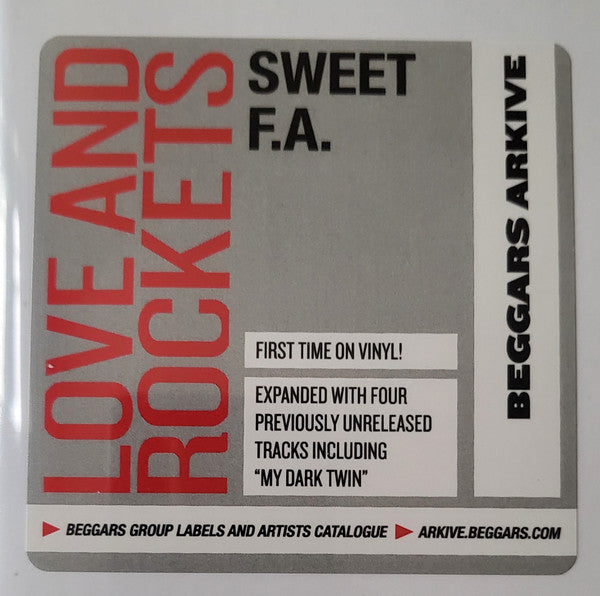 LOVE AND
ROCKETS
SWEET
F.A.
BEGGARS ARKIVE
FIRST TIME ON VINYL!
EXPANDED WITH FOUR
PREVIOUSLY UNRELEASED
TRACKS INCLUDING
“MY DARK TWIN”
BEGGARS GROUP LABELS AND ARTISTS CATALOGUE
ARKIVE.BEGGARS.COM